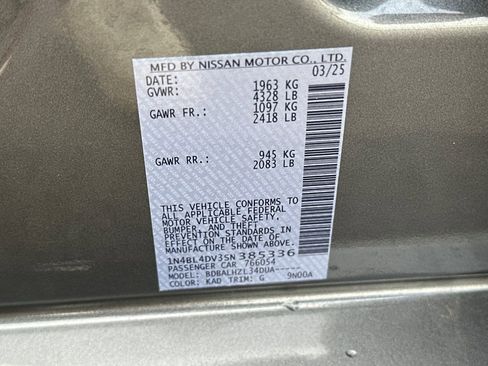 MFD BY NISSAN MOTOR CO., LTD.
DATE: 03/25
GVWR: 1963 KG
4328 LB
GAWR FR.: 1097 KG
2418 LB
GAWR RR.: 945 KG
2083 LB
THIS VEHICLE CONFORMS TO
ALL APPLICABLE FEDERAL
MOTOR VEHICLE SAFETY,
BUMPER, AND THEFT
PREVENTION STANDARDS IN
EFFECT ON THE DATE OF
MANUFACTURE SHOWN ABOVE.
1N4BL4DV3SN385336
PASSENGER CAR 766054
MODEL: BDBALHZL34DUA-----
COLOR: KAD TRIM: G 9N00A